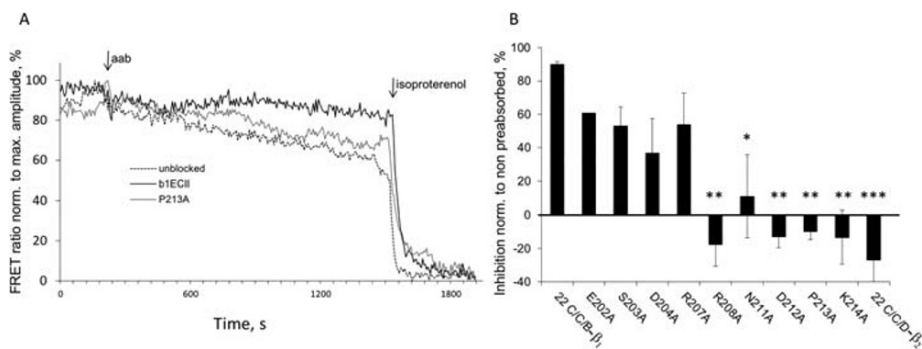 A
FRET ratio norm. to max. amplitude, %
120
100
80
60
40
20
0
aab
isoproterenol
unblocked
b1ECII
P213A
0
600
1200
1800
Time, s
B
Inhibition norm. to non preabsorbed, %
100
80
60
40
20
0
-20
-40
*
** ** ** ** ***
22 C/C/B-β1
E202A
S203A
D204A
R207A
R208A
N211A
D212A
P213A
K214A
22 C/C/D-β2